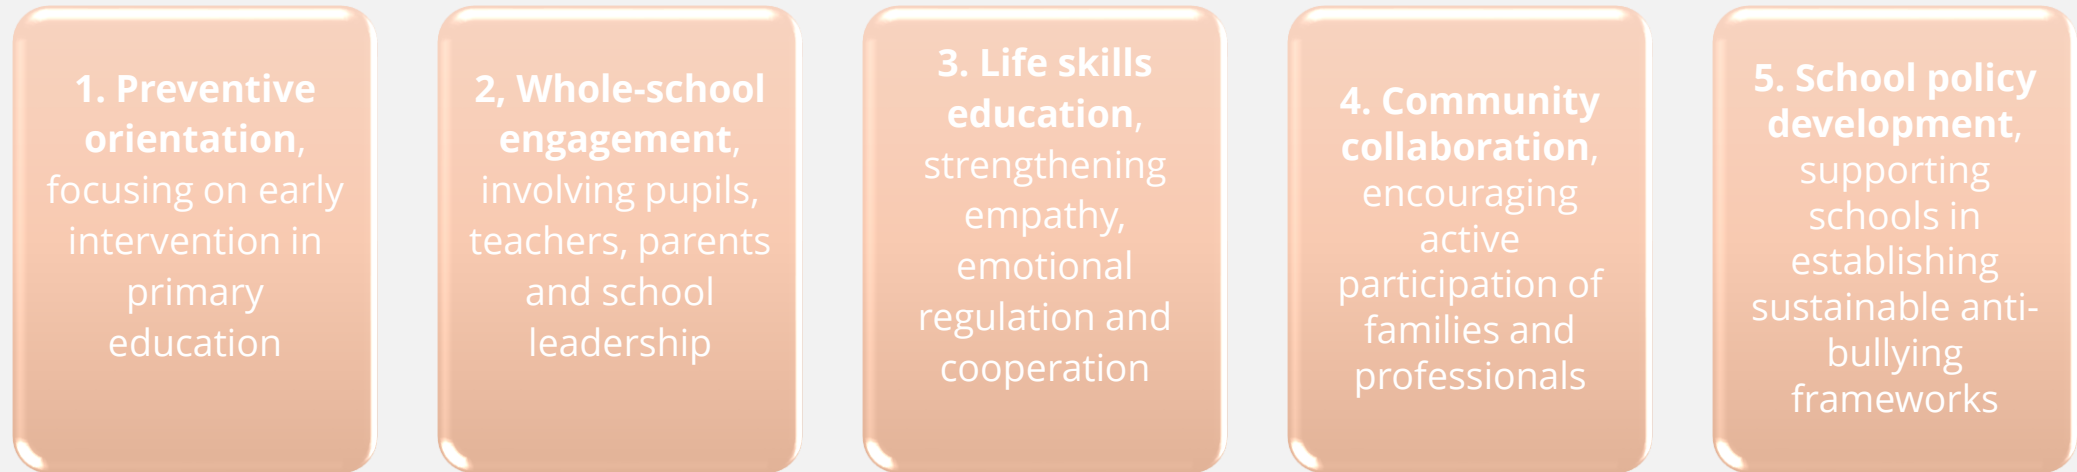 1. Preventive
orientation,
focusing on early
intervention in
primary
education
2, Whole-school
engagement,
involving pupils,
teachers, parents
and school
leadership
3. Life skills
education,
strengthening
empathy,
emotional
regulation and
cooperation
4. Community
collaboration,
encouraging
active
participation of
families and
professionals
5. School policy
development,
supporting
schools in
establishing
sustainable anti-
bullying
frameworks